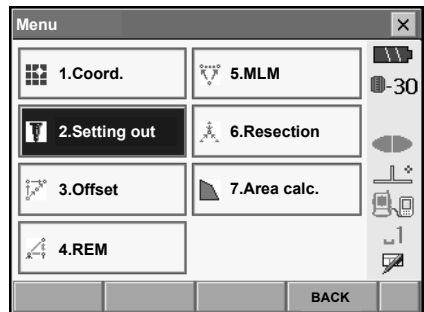 Menu
1.Coord.
2.Setting out
3.Offset
4.REM
5.MLM
6.Resection
7.Area calc.
-30
1
BACK